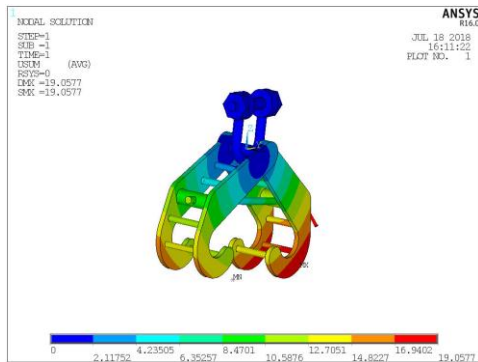 1
NODAL SOLUTION
STEP=1
SUB =1
TIME=1
USUM (AVG)
RSYS=0
DMX =19.0577
SMX =19.0577
ANSYS
R16.0
JUL 18 2018
16:11:22
PLOT NO. 1
MN
MX
0
2.11752
4.23505
6.35257
8.4701
10.5876
12.7051
14.8227
16.9402
19.0577